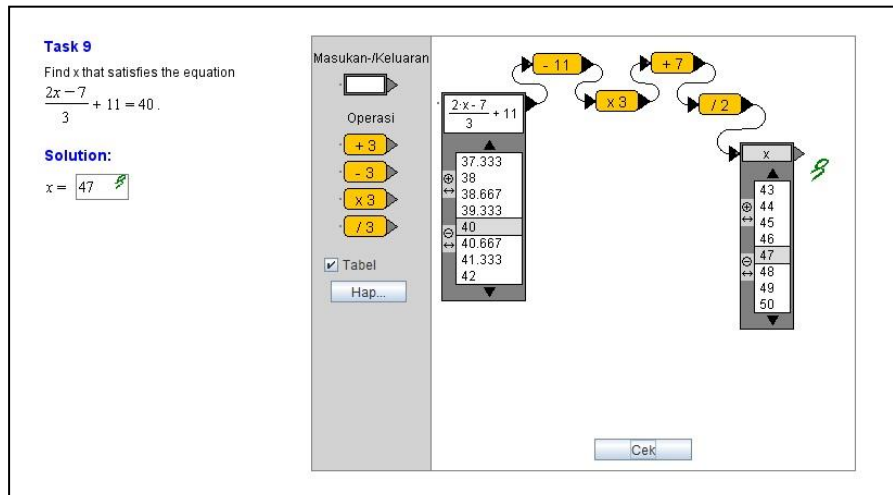 Task 9
Find x that satisfies the equation
(2x − 7)/3 + 11 = 40.
Solution:
x = 47
Masukan-/Keluaran
Operasi
+ 3
- 3
x 3
/ 3
Tabel
Hap...
(2·x - 7)/3 + 11
37.333
38
38.667
39.333
40
40.667
41.333
42
- 11
x 3
+ 7
/ 2
x
43
44
45
46
47
48
49
50
Cek